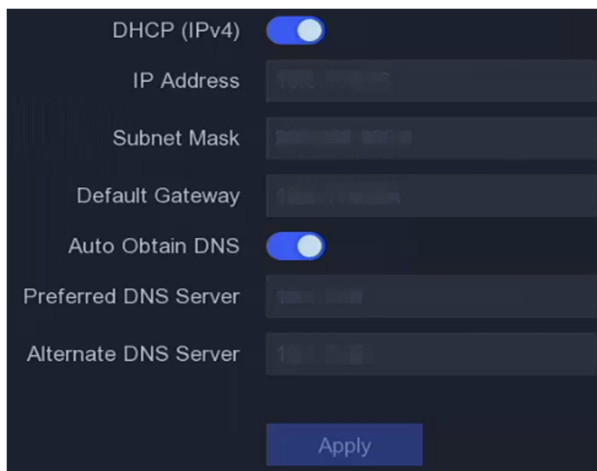 DHCP (IPv4)
IP Address
Subnet Mask
Default Gateway
Auto Obtain DNS
Preferred DNS Server
Alternate DNS Server
Apply